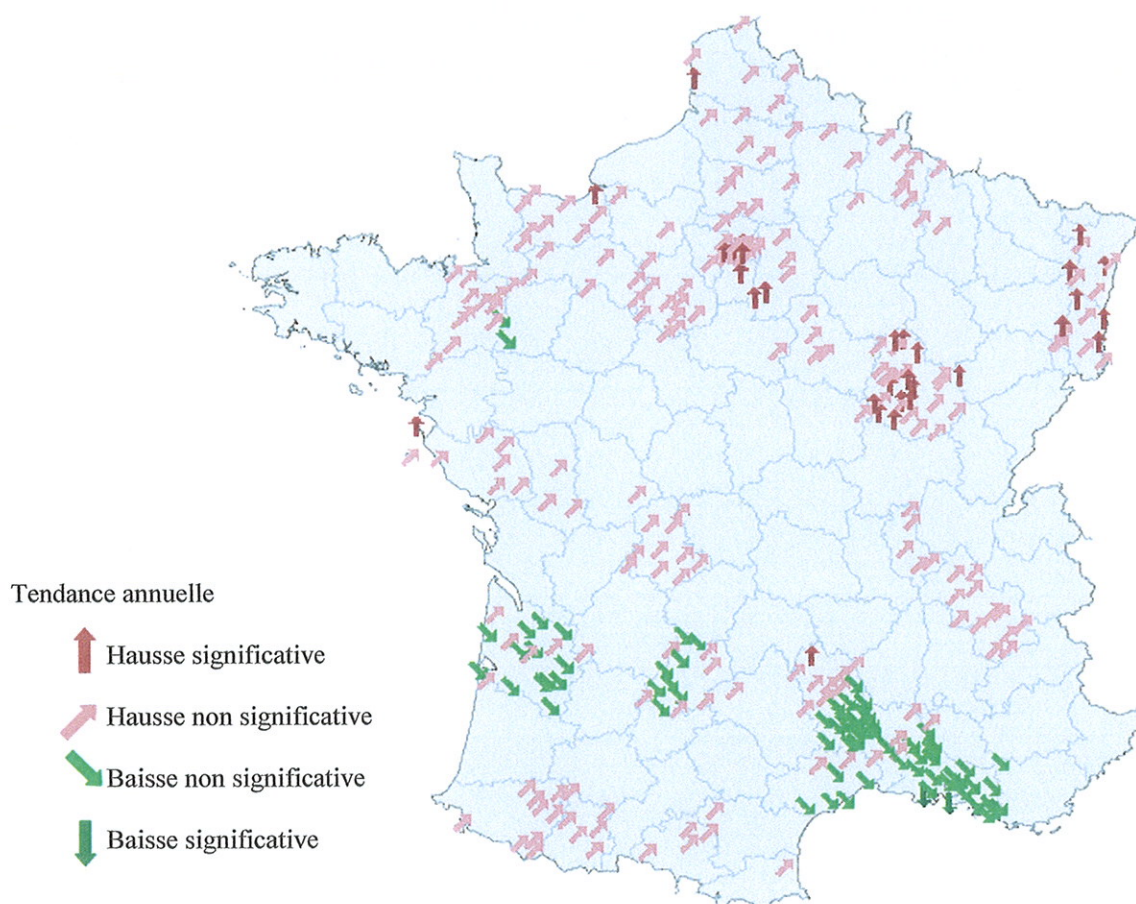 Tendance annuelle
Hausse significative
Hausse non significative
Baisse non significative
Baisse significative